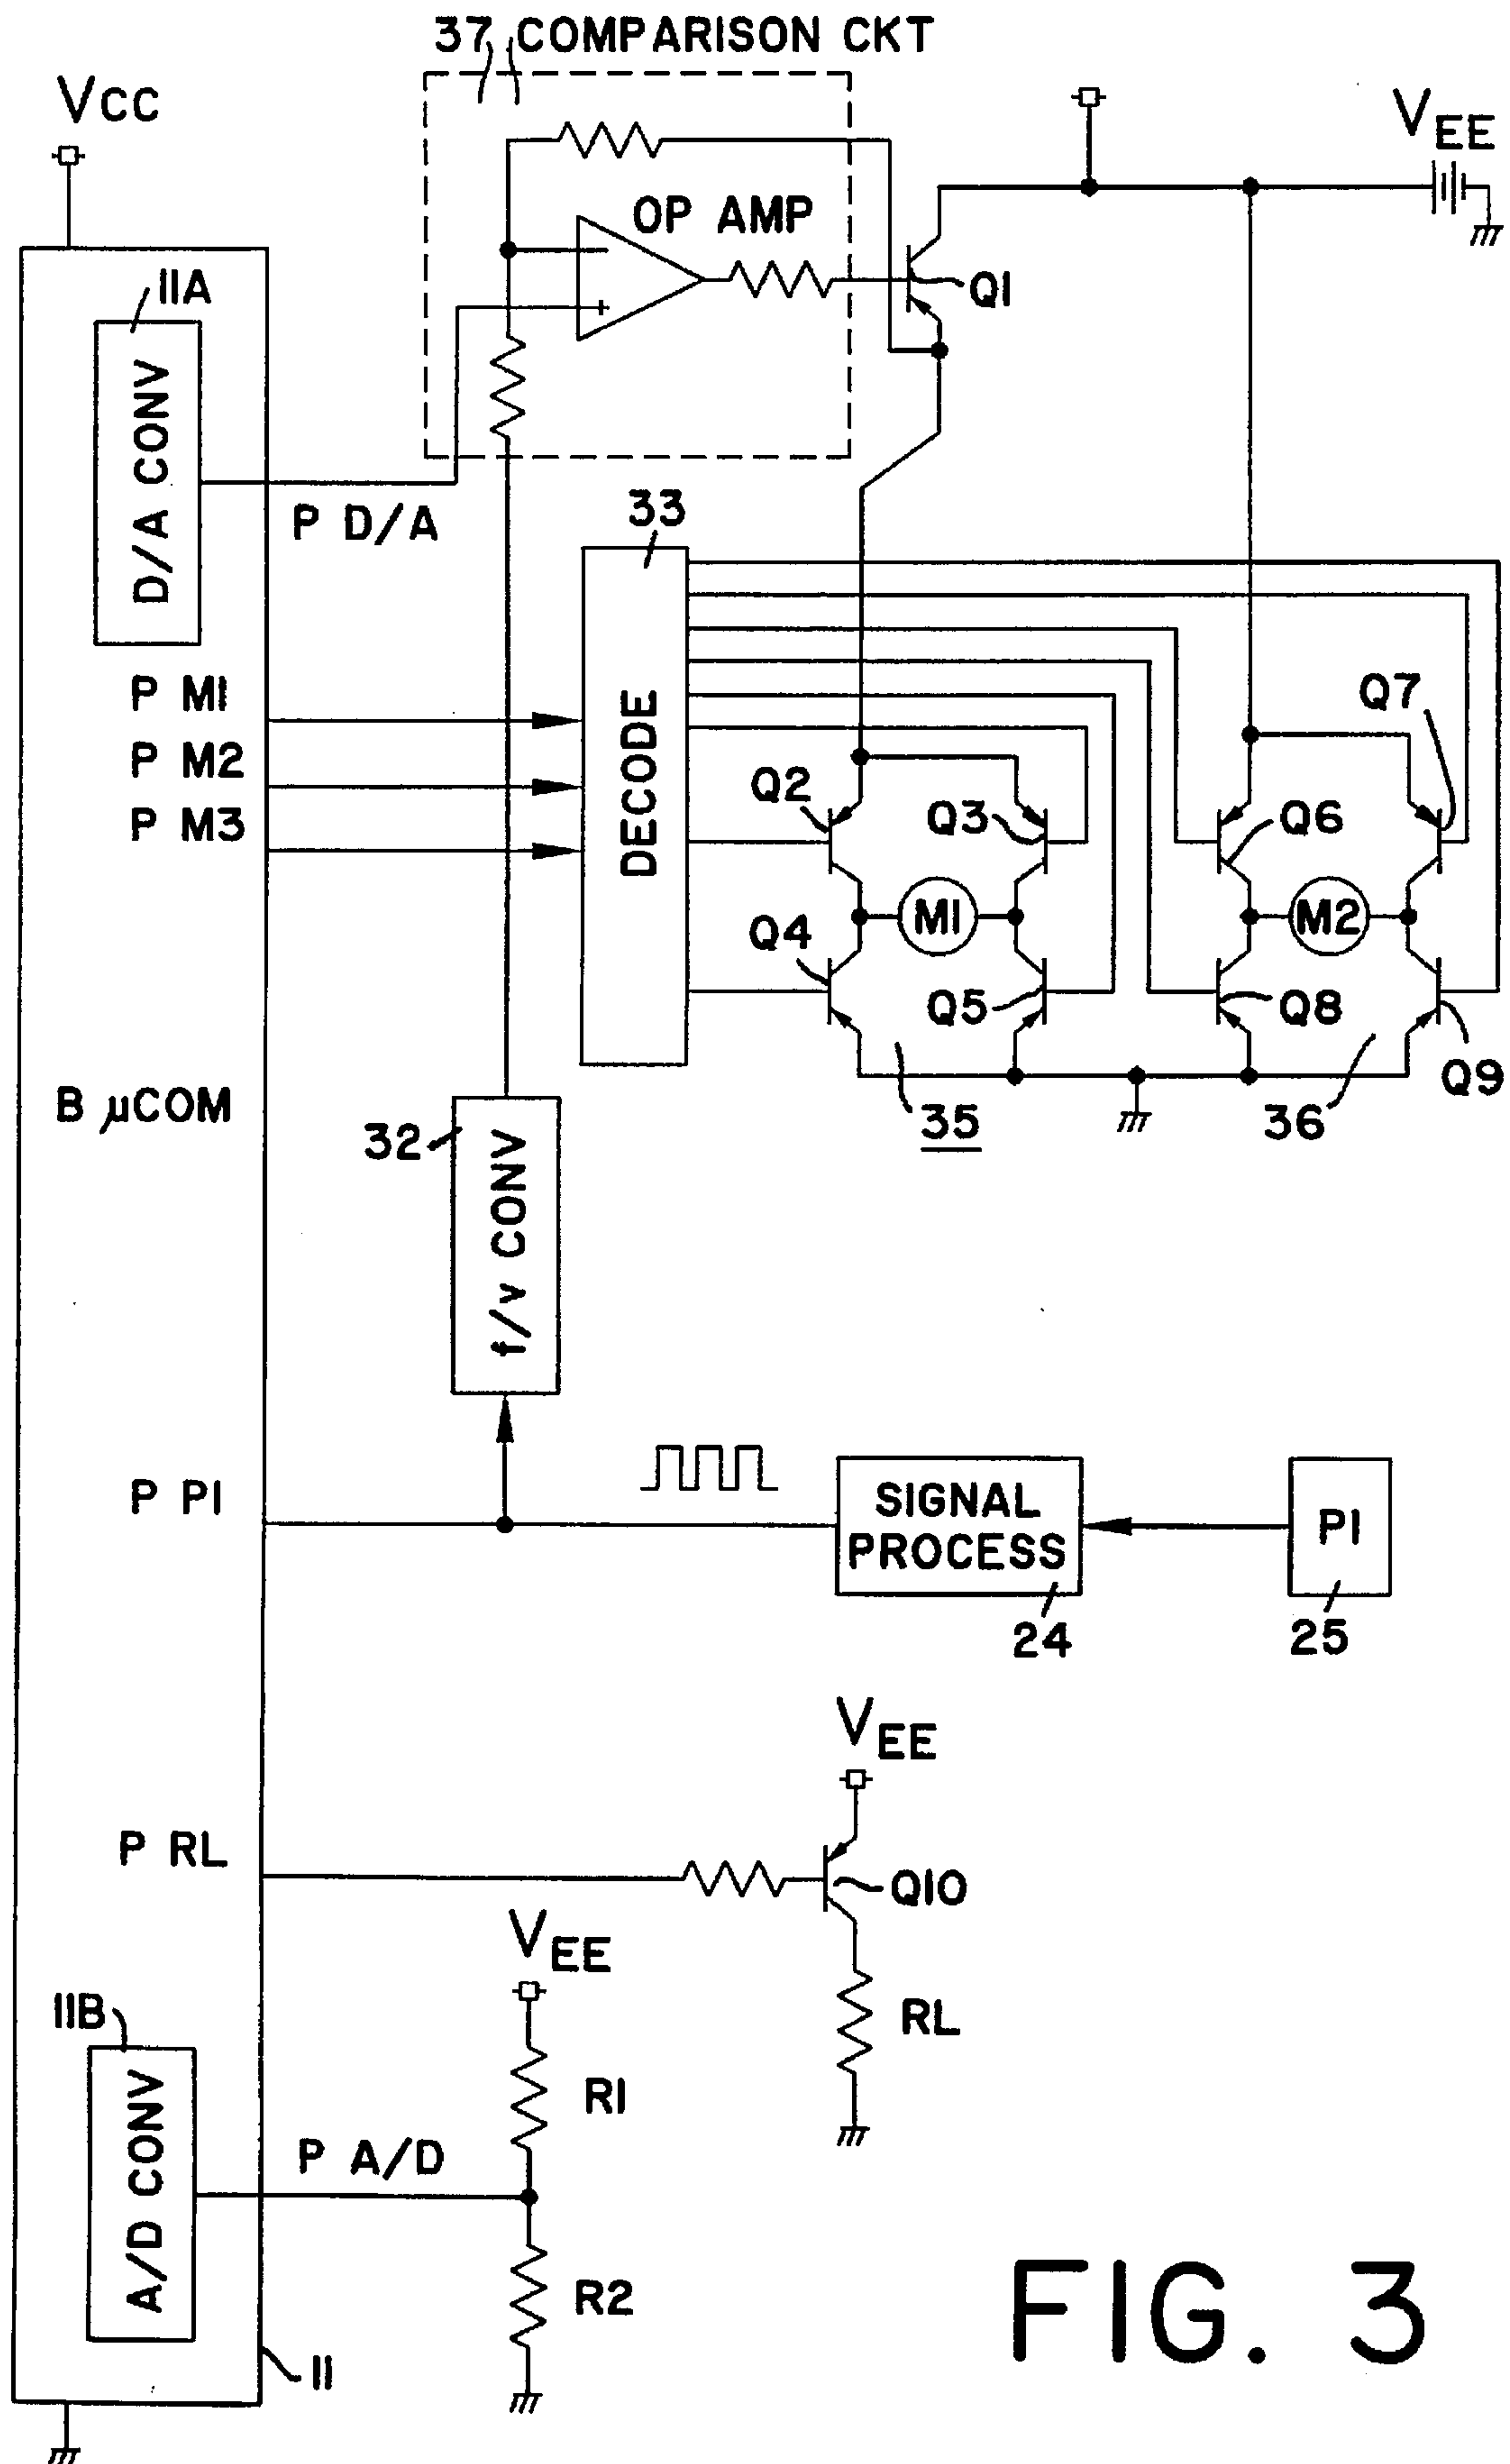 37 COMPARISON CKT
VCC
VEE
OP AMP
Q1
11A
D/A CONV
P D/A
33
DECODE
P M1
P M2
P M3
Q2
Q3
Q6
Q7
M1
M2
Q4
Q5
Q8
Q9
35
36
B μCOM
32
f/v CONV
P PI
SIGNAL
PROCESS
24
PI
25
VEE
P RL
Q10
RL
VEE
11B
A/D CONV
P A/D
R1
R2
11
FIG. 3